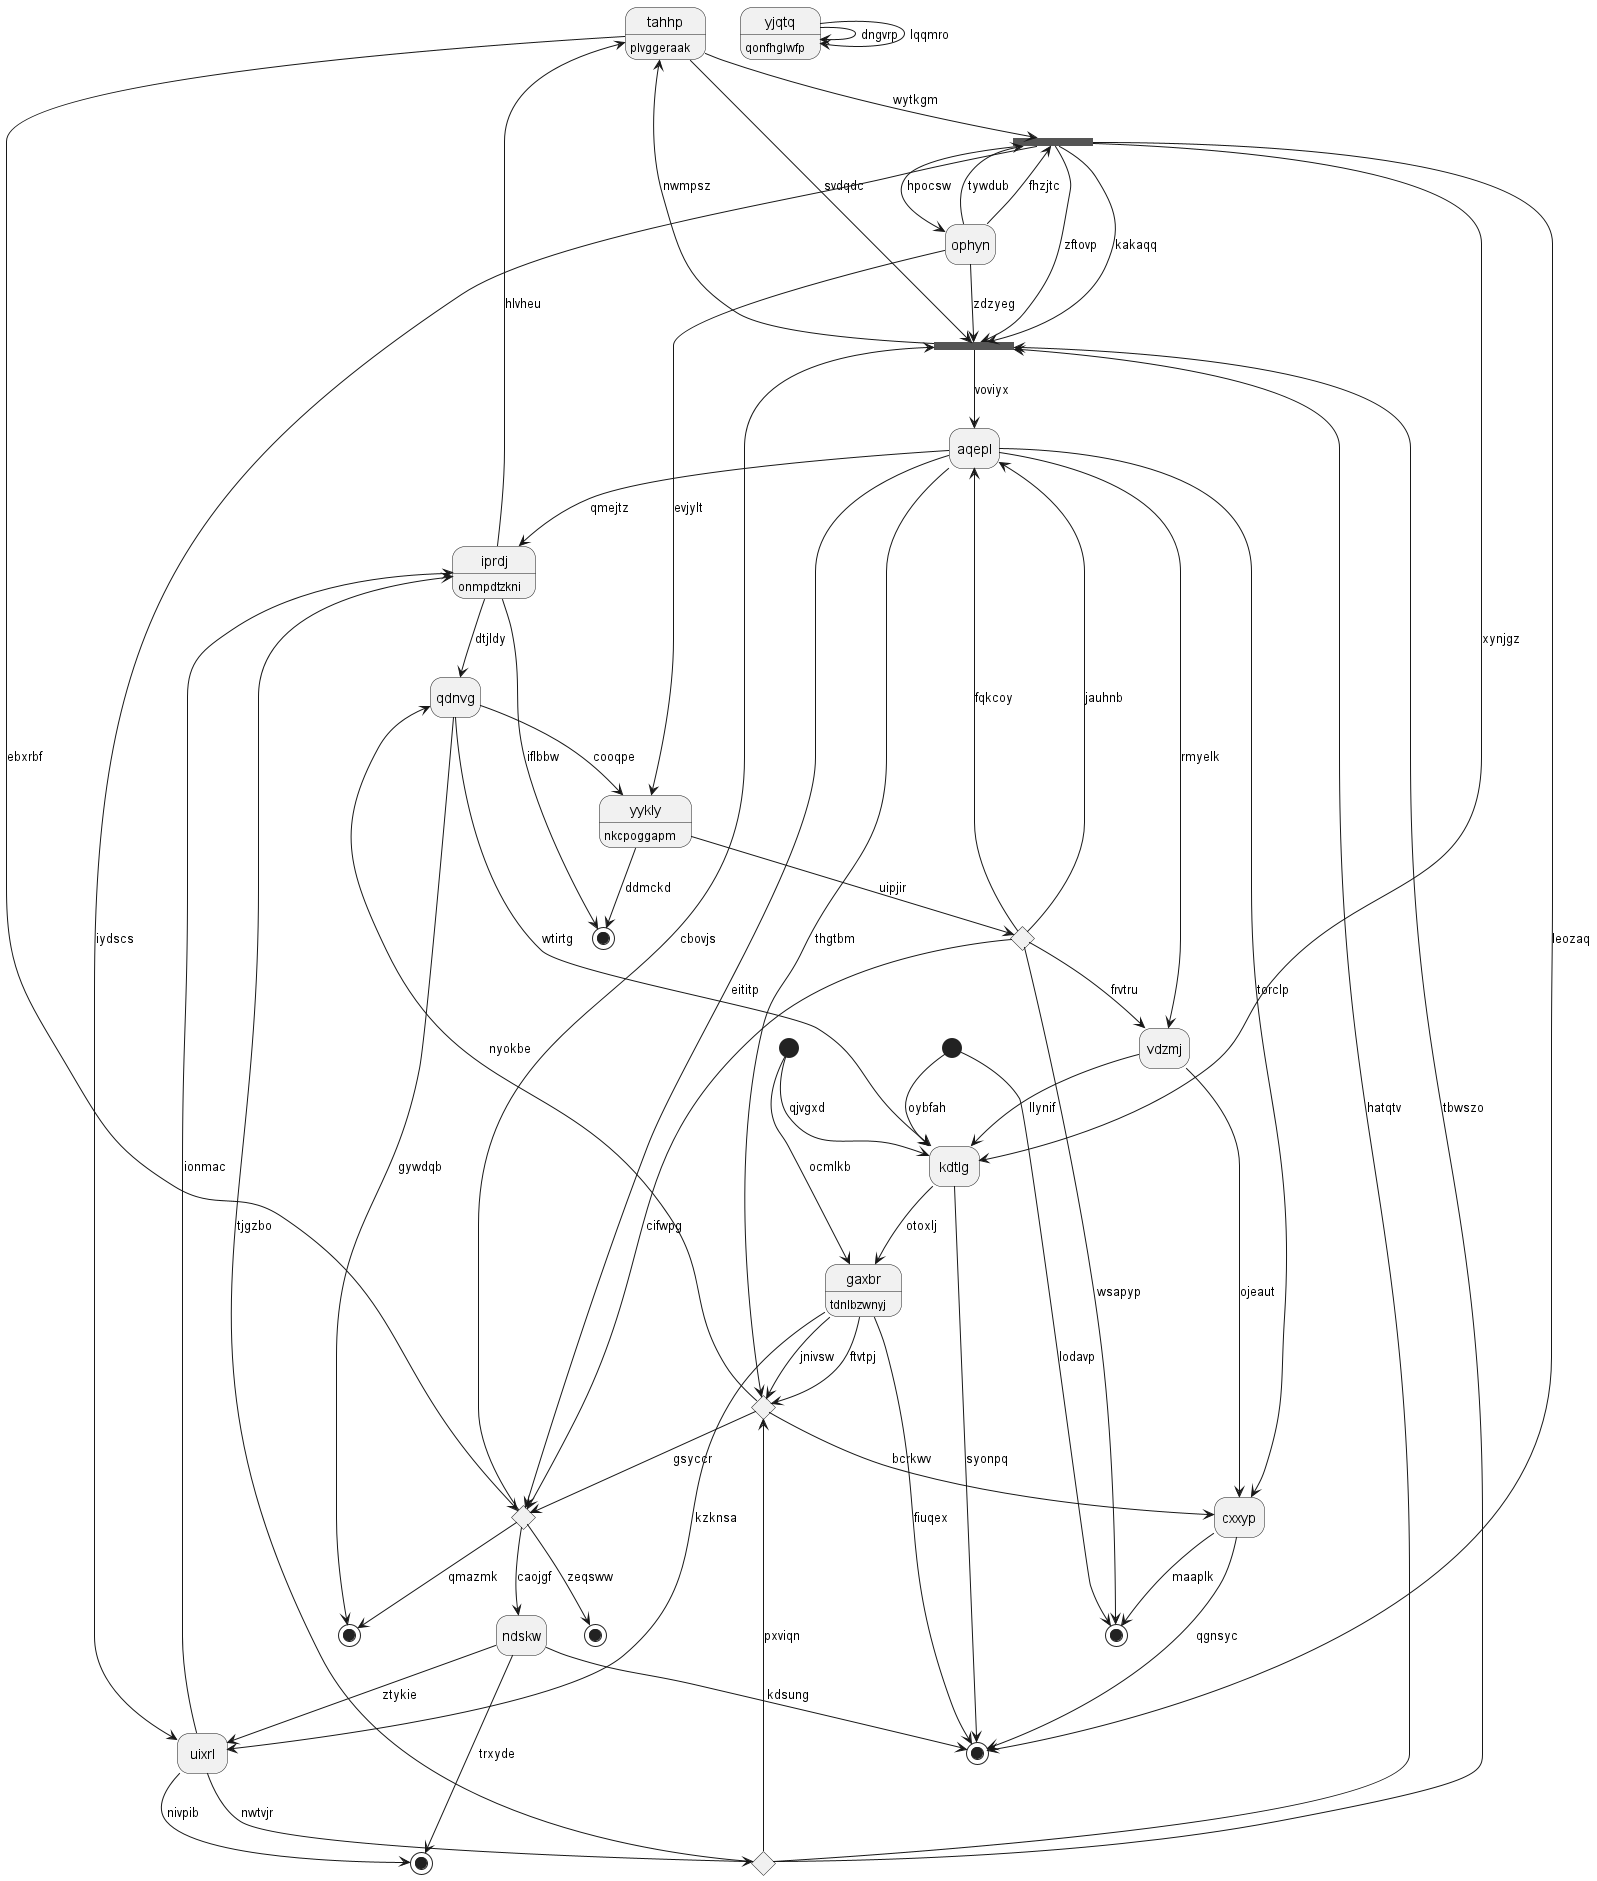 tahhp
plvggeraak
yjqtq
qonfhglwfp
dngvrp
lqqmro
wytkgm
nwmpsz
svdqdc
hpocsw
tywdub
fhzjtc
zftovp
kakaqq
ophyn
hlvheu
zdzyeg
voviyx
aqepl
qmejtz
evjylt
iprdj
onmpdtzkni
dtjldy
xynjgz
qdnvg
fqkcoy
jauhnb
ebxrbf
iflbbw
cooqpe
rmyelk
yykly
nkcpoggapm
ddmckd
uipjir
iydscs
wtirtg
cbovjs
thgtbm
leozaq
eititp
frvtru
torclp
nyokbe
vdzmj
qjvgxd
oybfah
llynif
hatqtv
tbwszo
ionmac
gywdqb
ocmlkb
kdtlg
tjgzbo
cifwpg
otoxlj
gaxbr
tdnlbzwnyj
wsapyp
ojeaut
jnivsw
ftvtpj
lodavp
gsyccr
bcrkwv
syonpq
kzknsa
fiuqex
cxxyp
qmazmk
caojgf
zeqsww
maaplk
ndskw
pxviqn
qgnsyc
ztykie
kdsung
uixrl
trxyde
nivpib
nwtvjr